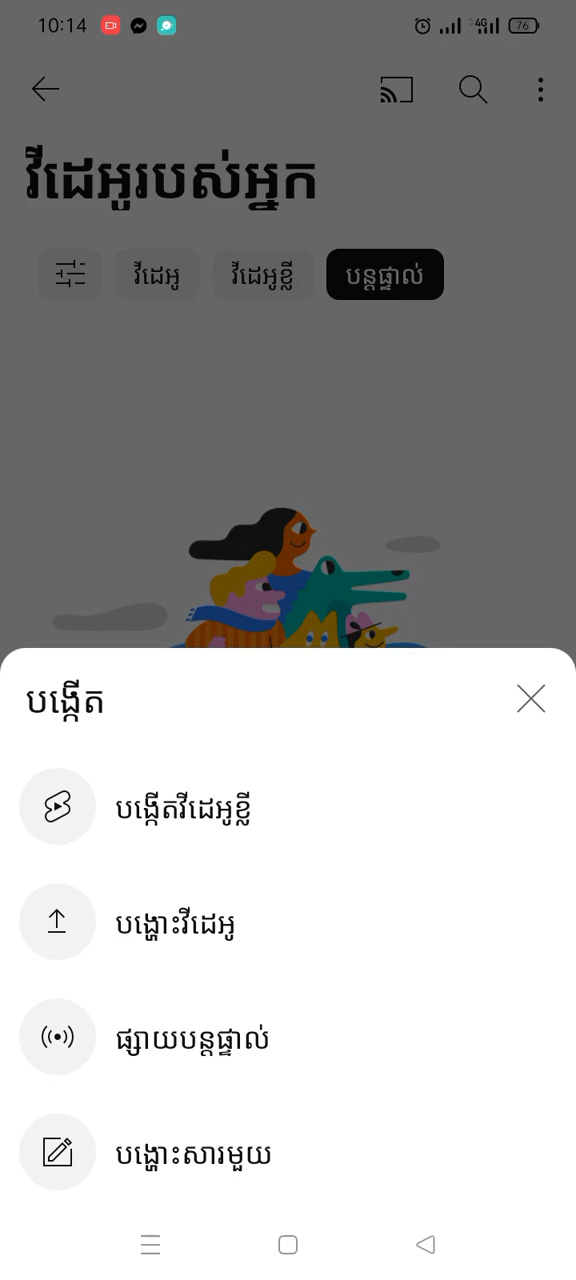 10:14 4G 76
វីដេអូរបស់អ្នក
វីដេអូ វីដេអូខ្លី បន្តផ្ទាល់
បង្កើត
បង្កើតវីដេអូខ្លី
បង្ហោះវីដេអូ
ផ្សាយបន្តផ្ទាល់
បង្ហោះសារមួយ